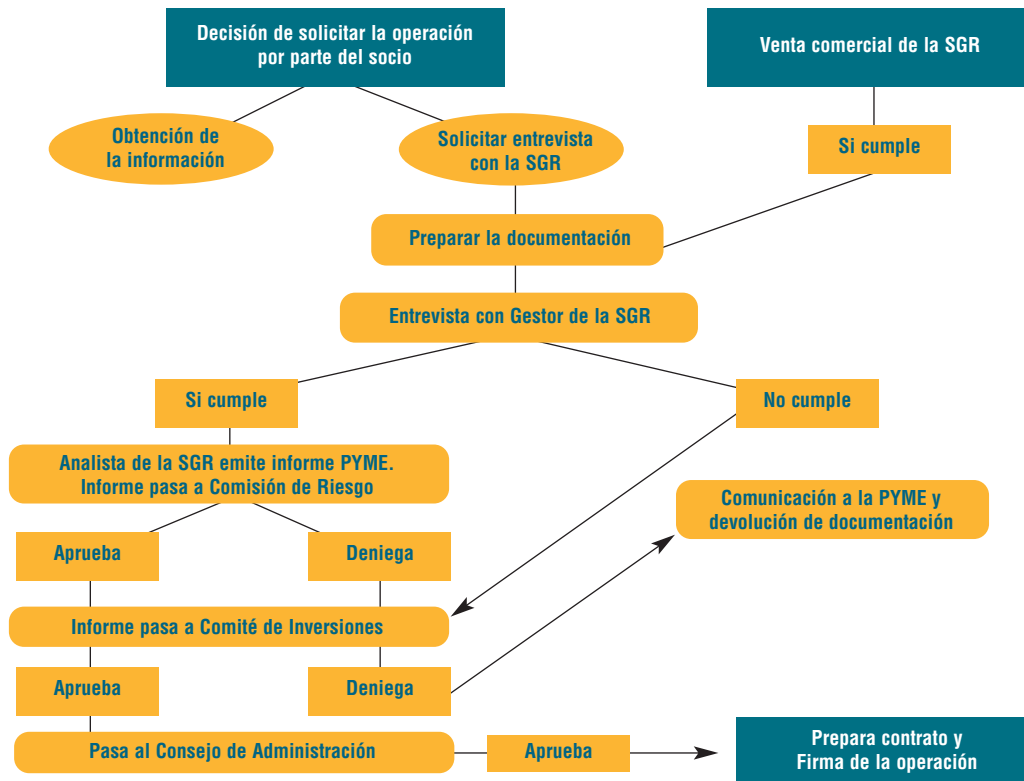 Decisión de solicitar la operación
por parte del socio
Venta comercial de la SGR
Obtención de
la información
Solicitar entrevista
con la SGR
Si cumple
Preparar la documentación
Entrevista con Gestor de la SGR
Si cumple
No cumple
Analista de la SGR emite informe PYME.
Informe pasa a Comisión de Riesgo
Comunicación a la PYME y
devolución de documentación
Aprueba
Deniega
Informe pasa a Comité de Inversiones
Aprueba
Deniega
Pasa al Consejo de Administración
Aprueba
Prepara contrato y
Firma de la operación